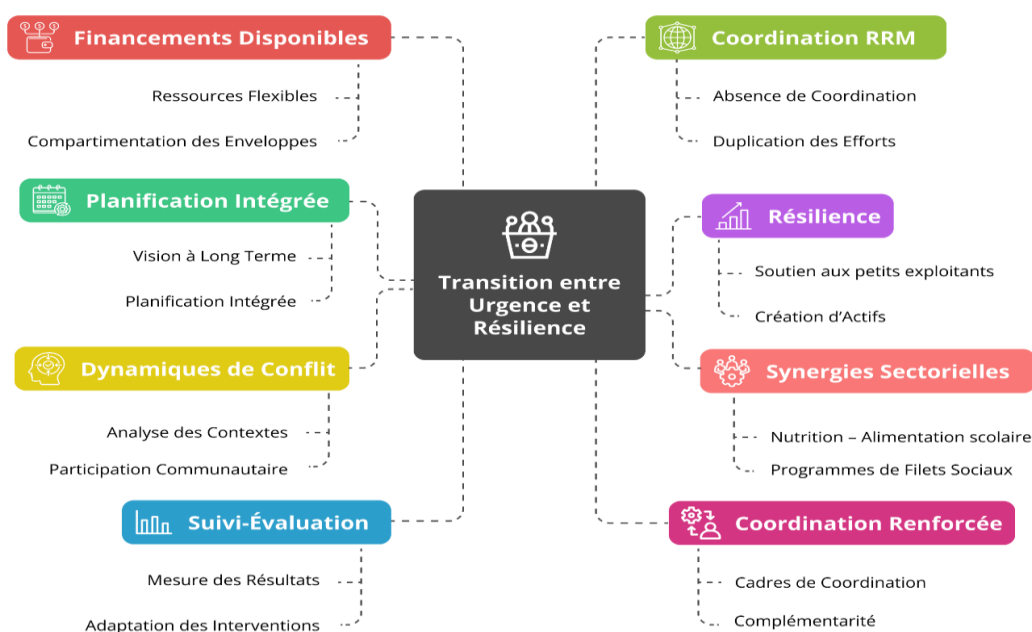 Financements Disponibles
Ressources Flexibles
Compartimentation des Enveloppes
Planification Intégrée
Vision à Long Terme
Planification Intégrée
Dynamiques de Conflit
Analyse des Contextes
Participation Communautaire
Suivi-Évaluation
Mesure des Résultats
Adaptation des Interventions
Transition entre
Urgence et
Résilience
Coordination RRM
Absence de Coordination
Duplication des Efforts
Résilience
Soutien aux petits exploitants
Création d’Actifs
Synergies Sectorielles
Nutrition – Alimentation scolaire
Programmes de Filets Sociaux
Coordination Renforcée
Cadres de Coordination
Complémentarité